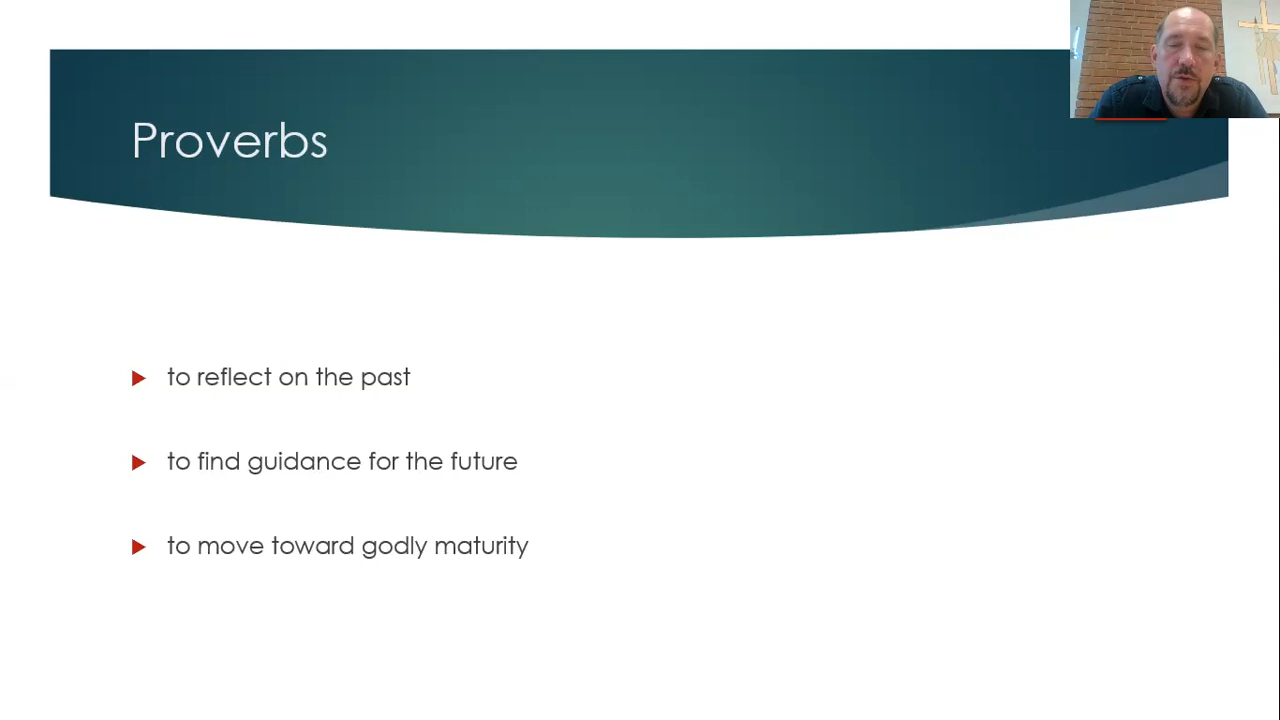 Proverbs
to reflect on the past
to find guidance for the future
to move toward godly maturity